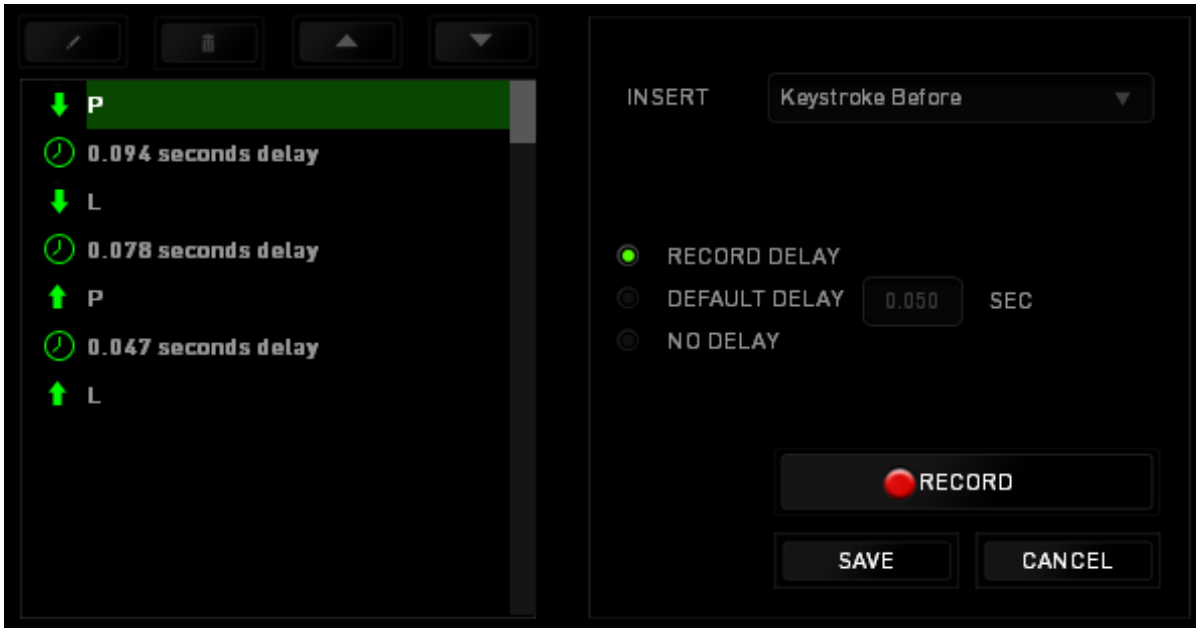 P
0.094 seconds delay
L
0.078 seconds delay
P
0.047 seconds delay
L
INSERT Keystroke Before
RECORD DELAY
DEFAULT DELAY 0.050 SEC
NO DELAY
RECORD
SAVE CANCEL